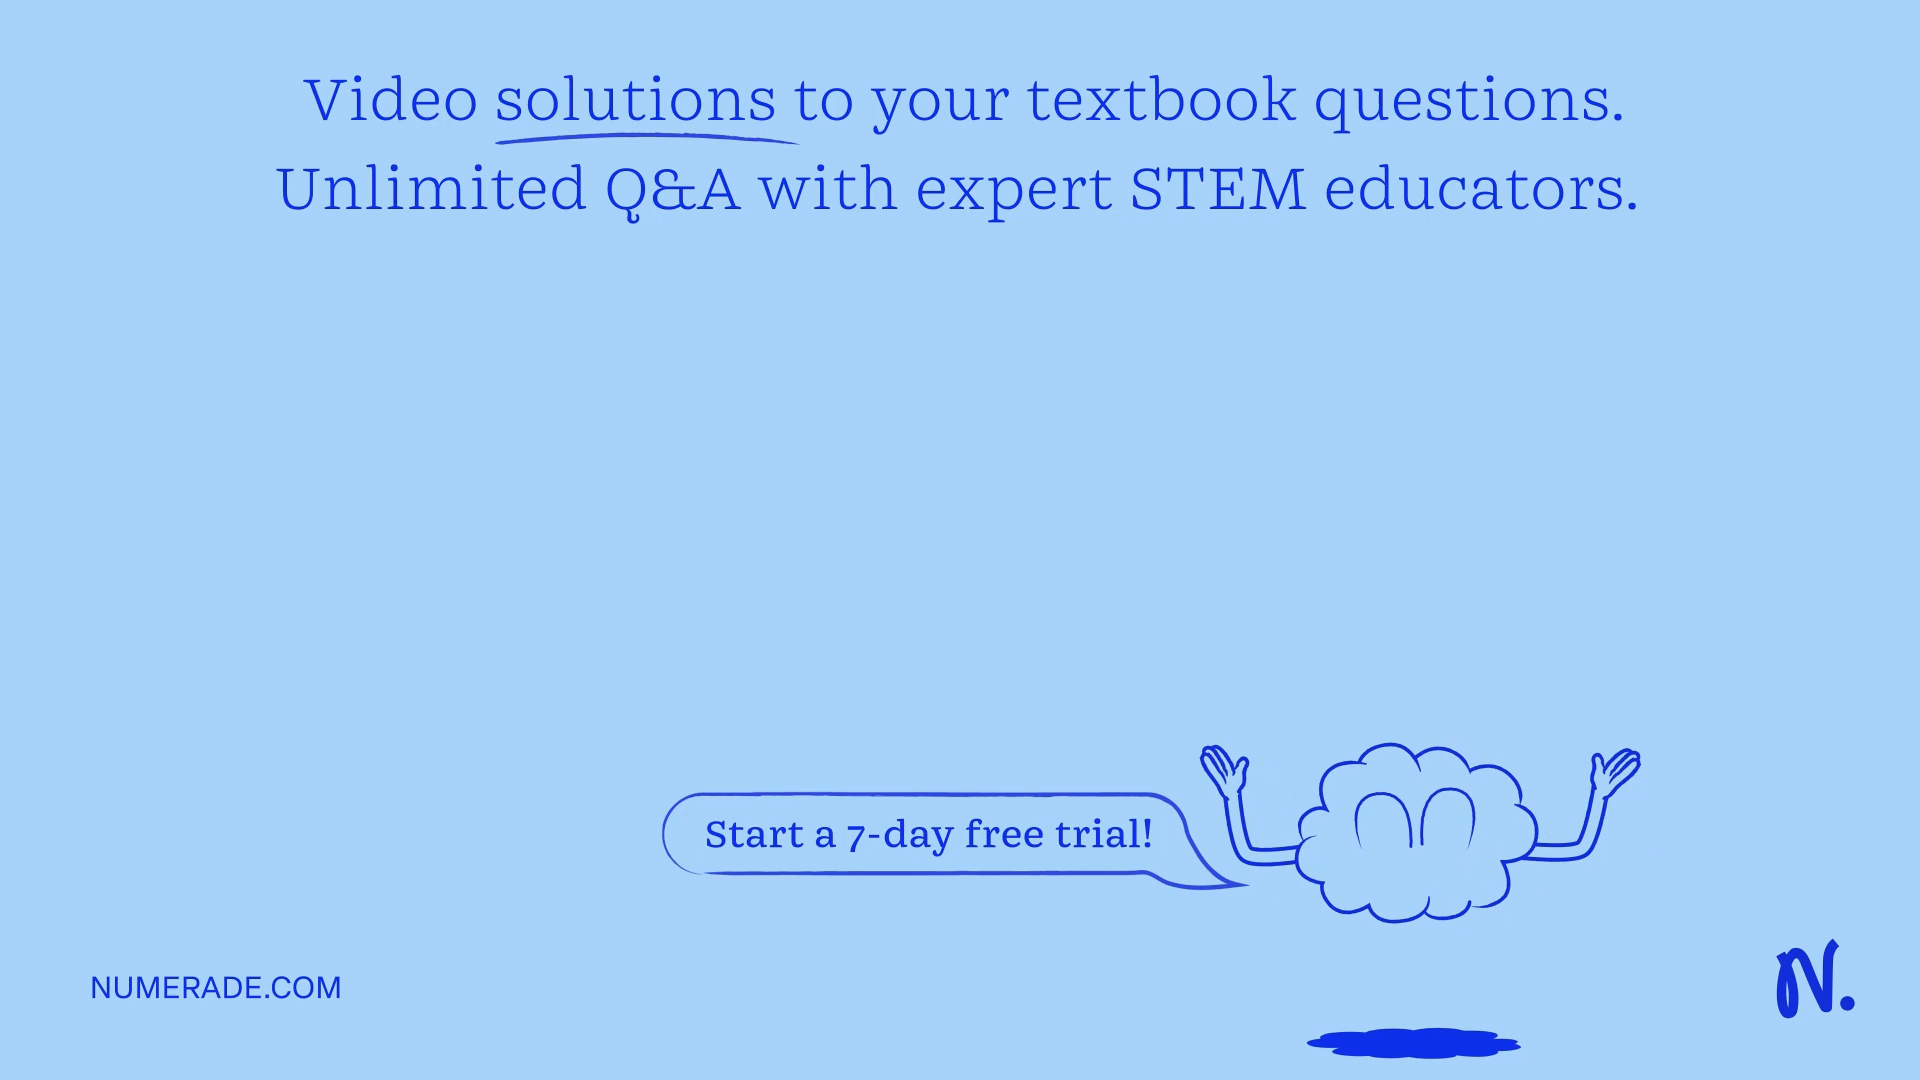 Video solutions to your textbook questions.
Unlimited Q&A with expert STEM educators.
Start a 7-day free trial!
NUMERADE.COM
N.